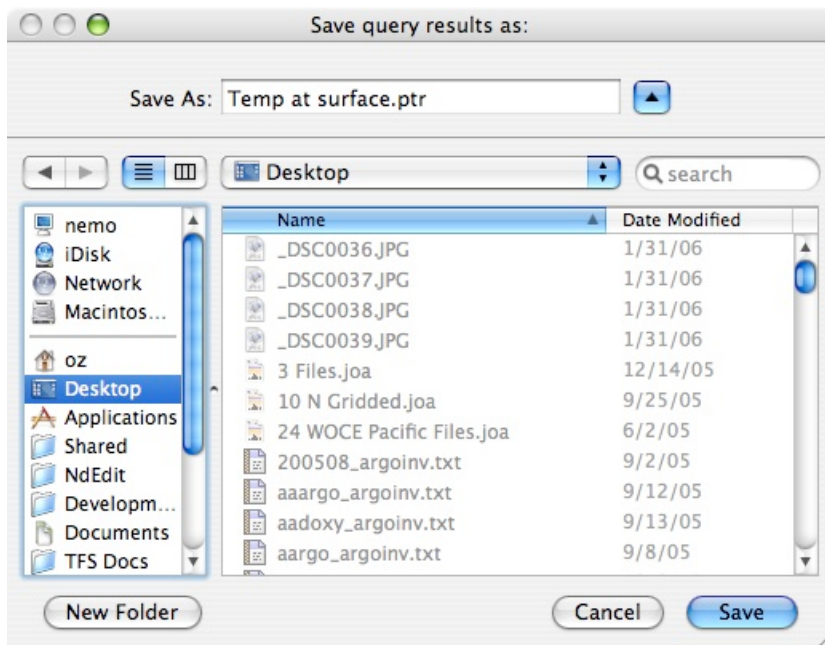 Save query results as:
Save As: Temp at surface.ptr
Desktop
search
nemo
iDisk
Network
Macintos...
oz
Desktop
Applications
Shared
NdEdit
Developm...
Documents
TFS Docs
Name Date Modified
_DSC0036.JPG 1/31/06
_DSC0037.JPG 1/31/06
_DSC0038.JPG 1/31/06
_DSC0039.JPG 1/31/06
3 Files.joa 12/14/05
10 N Gridded.joa 9/25/05
24 WOCE Pacific Files.joa 6/2/05
200508_argoinv.txt 9/2/05
aaargo_argoinv.txt 9/12/05
aadoxy_argoinv.txt 9/13/05
aargo_argoinv.txt 9/8/05
New Folder Cancel Save